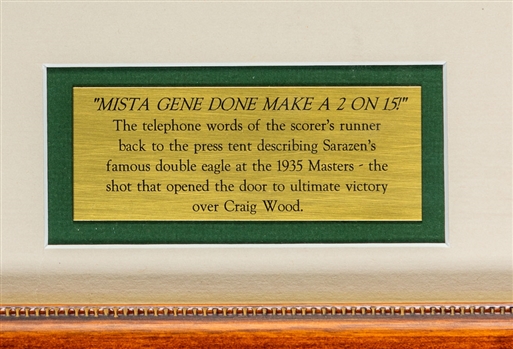 "MISTA GENE DONE MAKE A 2 ON 15!"
The telephone words of the scorer's runner
back to the press tent describing Sarazen's
famous double eagle at the 1935 Masters - the
shot that opened the door to ultimate victory
over Craig Wood.